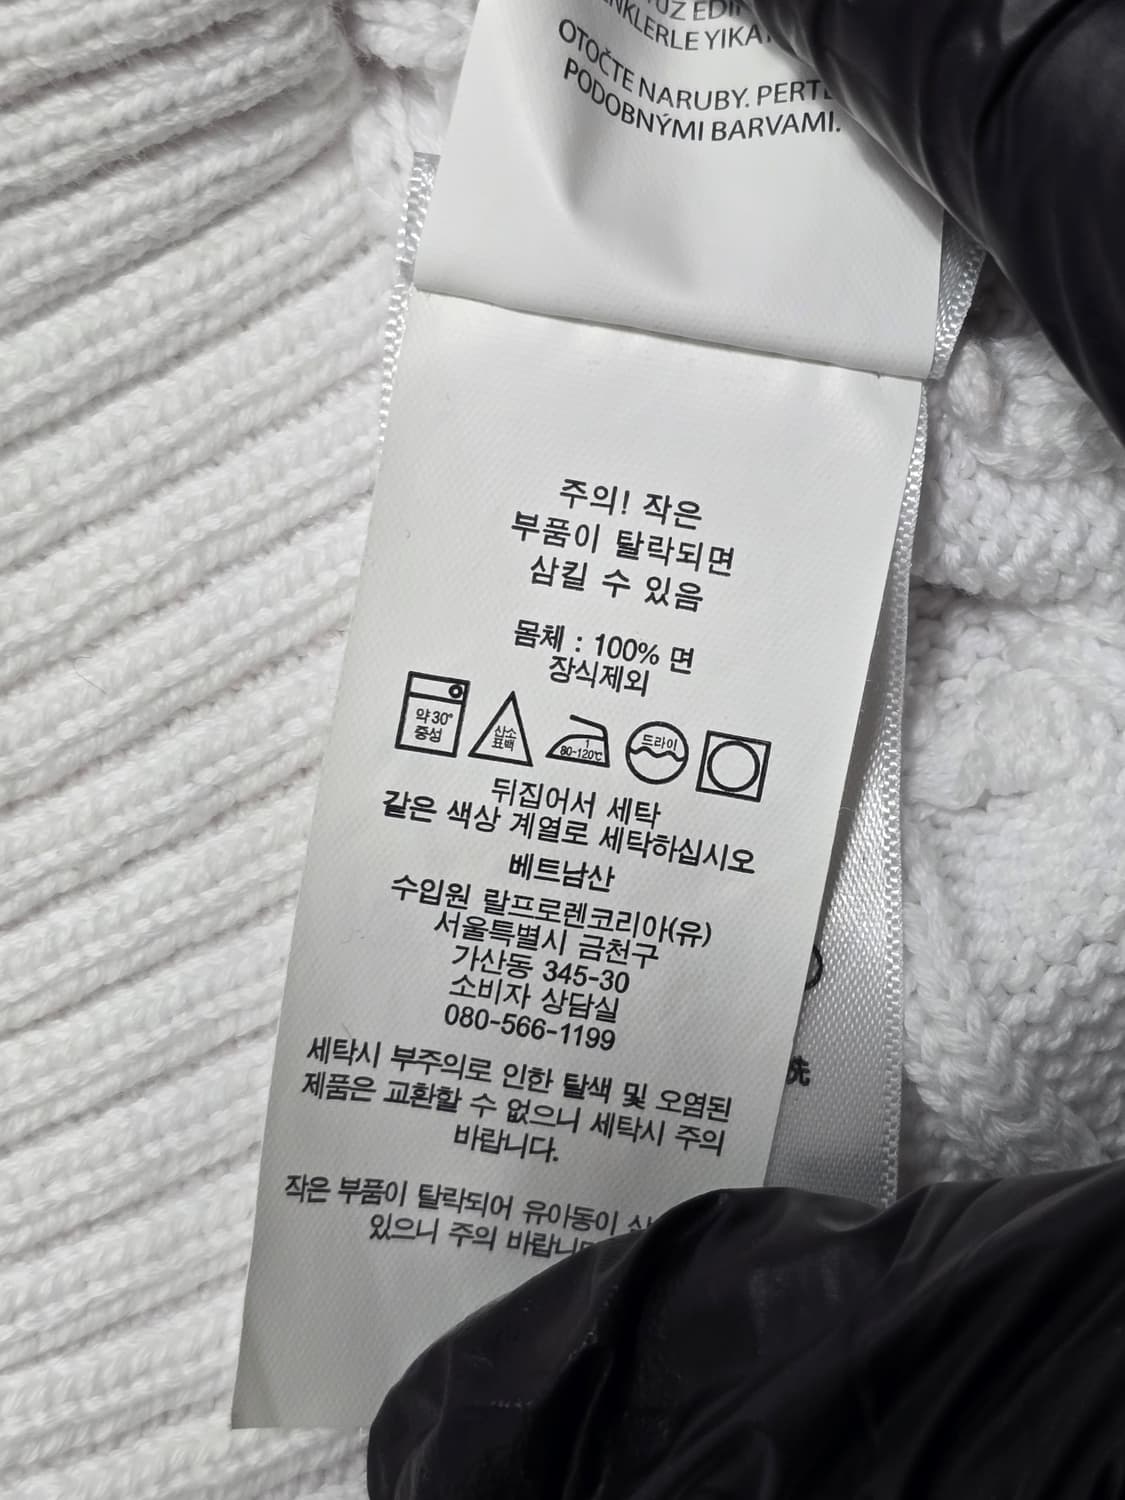 OTOČTE NARUBY.
PODOBNÝMI BARVAMI.
주의! 작은
부품이 탈락되면
삼킬 수 있음
몸체 : 100% 면
장식제외
약 30°
중성
산소
표백
1
80-120℃
드라이
뒤집어서 세탁
같은 색상 계열로 세탁하십시오
베트남산
수입원 랄프로렌코리아(유)
서울특별시 금천구
가산동 345-30
소비자 상담실
080-566-1199
세탁시 부주의로 인한 탈색 및 오염된
제품은 교환할 수 없으니 세탁시 주의
바랍니다.
작은 부품이 탈락되어 유아동이
있으니 주의
洗